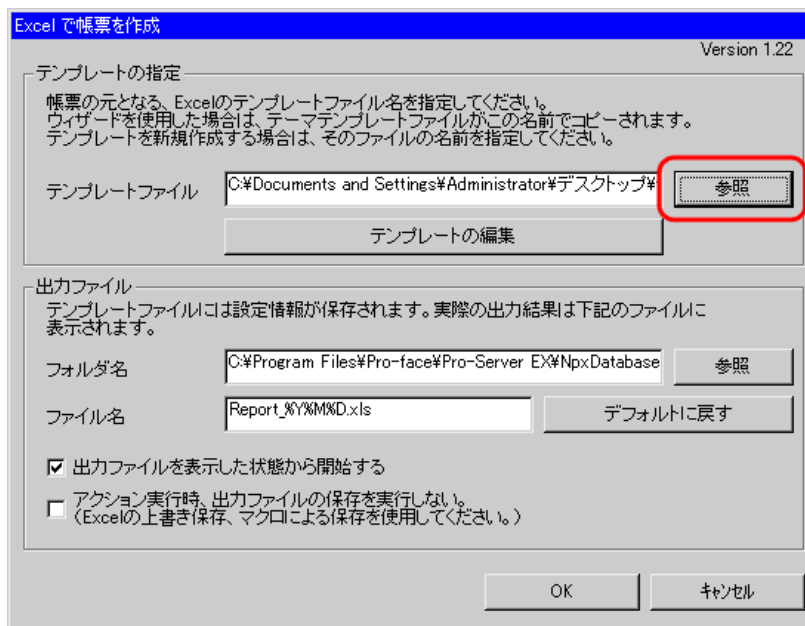 Excel で帳票を作成
Version 1.22
テンプレートの指定
帳票の元となる、Excelのテンプレートファイル名を指定してください。
ウィザードを使用した場合は、テーマテンプレートファイルがこの名前でコピーされます。
テンプレートを新規作成する場合は、そのファイルの名前を指定してください。
テンプレートファイル C:¥Documents and Settings¥Administrator¥デスクトップ¥ 参照
テンプレートの編集
出力ファイル
テンプレートファイルには設定情報が保存されます。実際の出力結果は下記のファイルに
表示されます。
フォルダ名 C:¥Program Files¥Pro-face¥Pro-Server EX¥NpxDatabase 参照
ファイル名 Report_%Y%M%D.xls デフォルトに戻す
出力ファイルを表示した状態から開始する
アクション実行時、出力ファイルの保存を実行しない。
（Excelの上書き保存、マクロによる保存を使用してください。）
OK キャンセル